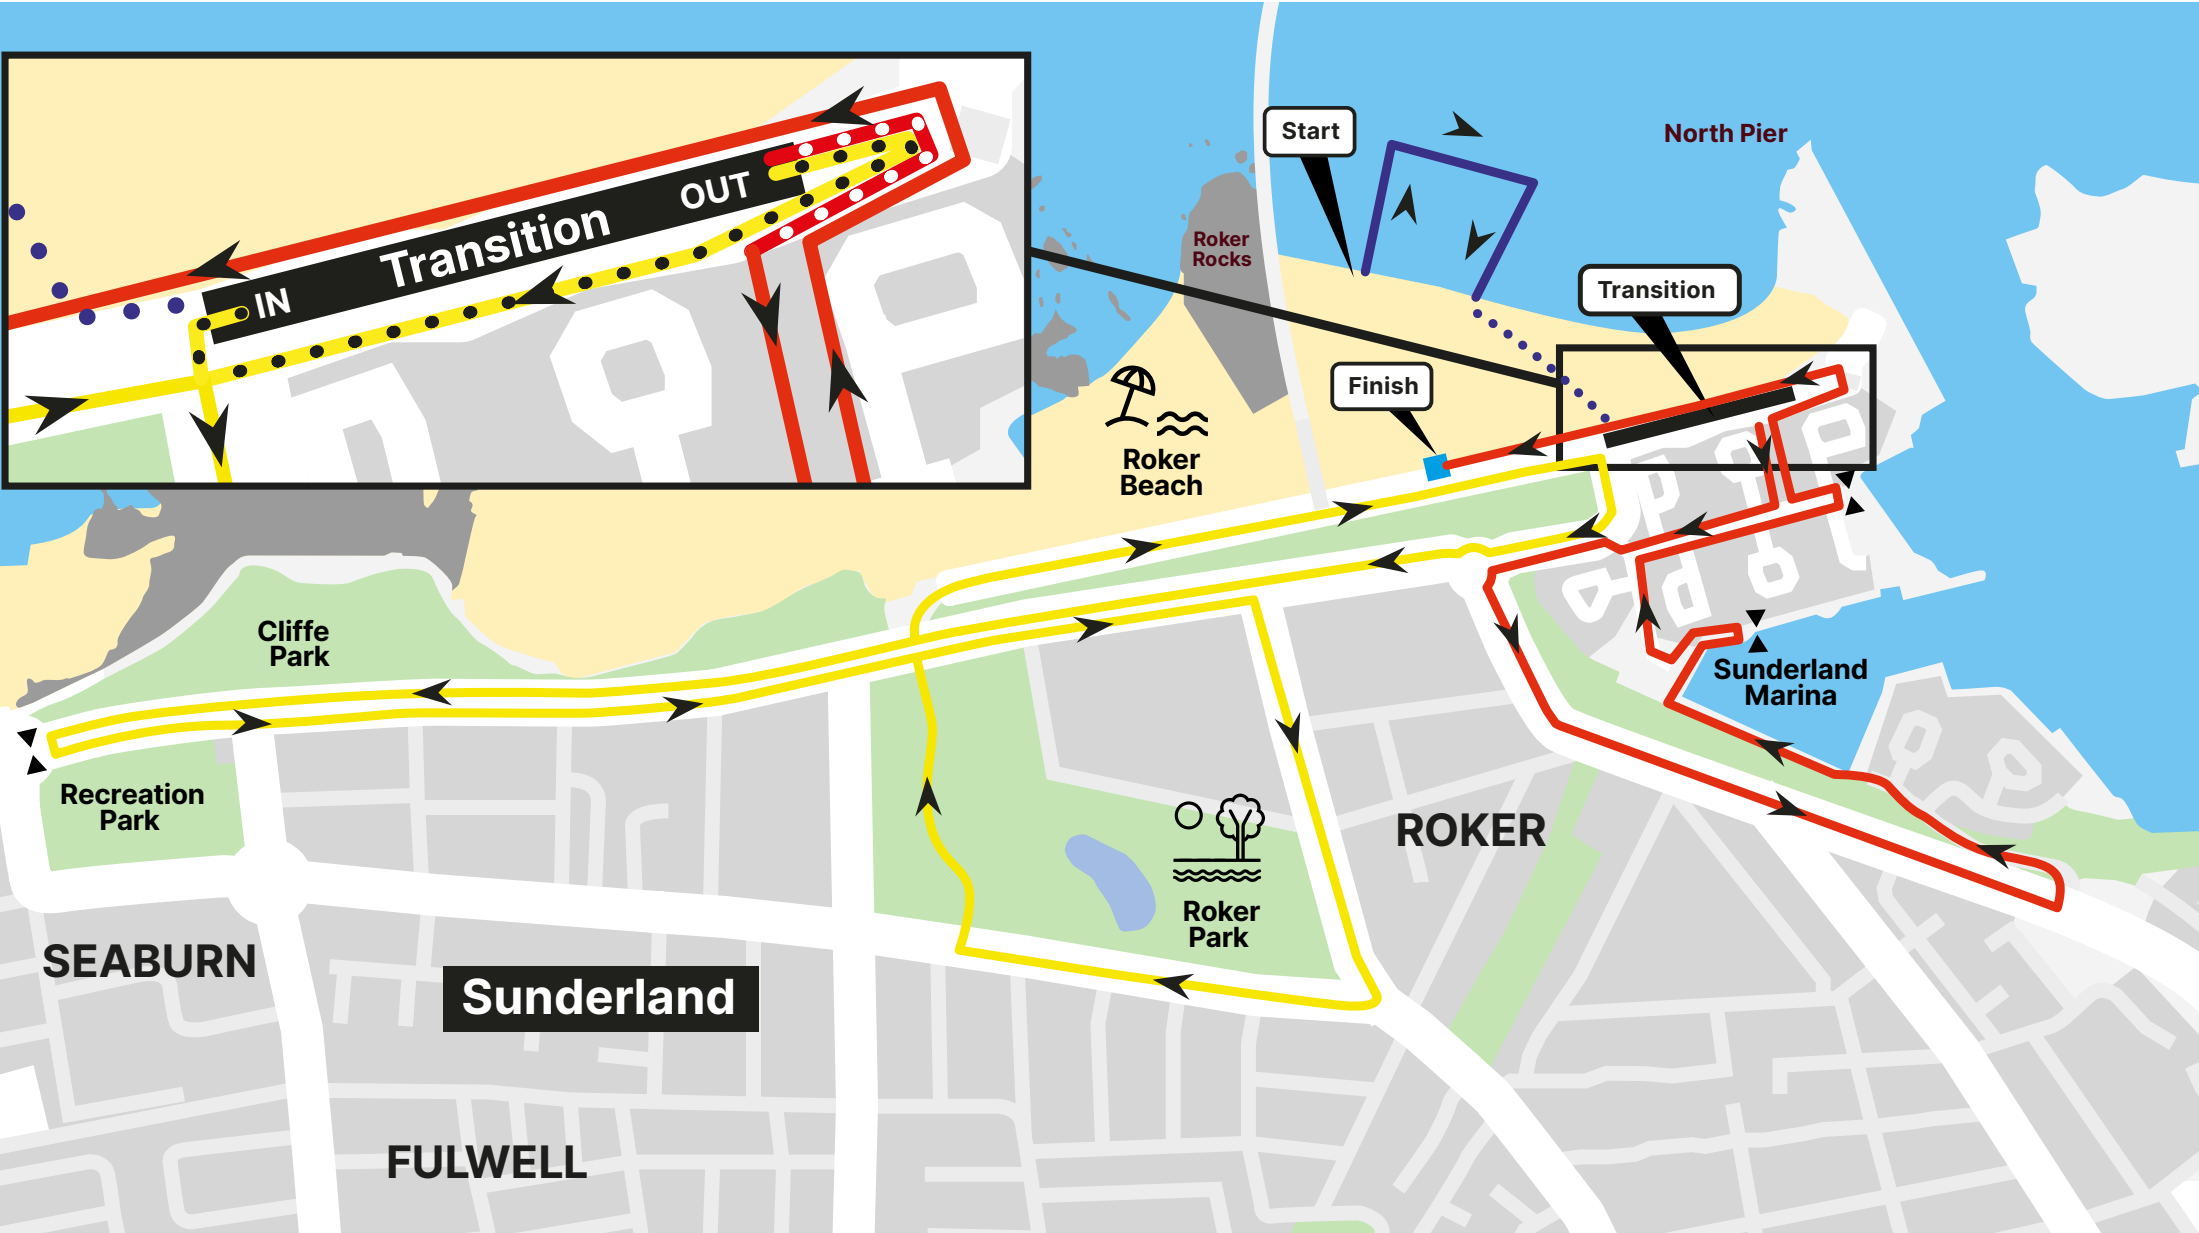 OUT
Transition
IN
Start
North Pier
Roker
Rocks
Transition
Finish
Roker
Beach
Cliffe
Park
Sunderland
Marina
Recreation
Park
ROKER
Roker
Park
SEABURN
Sunderland
FULWELL